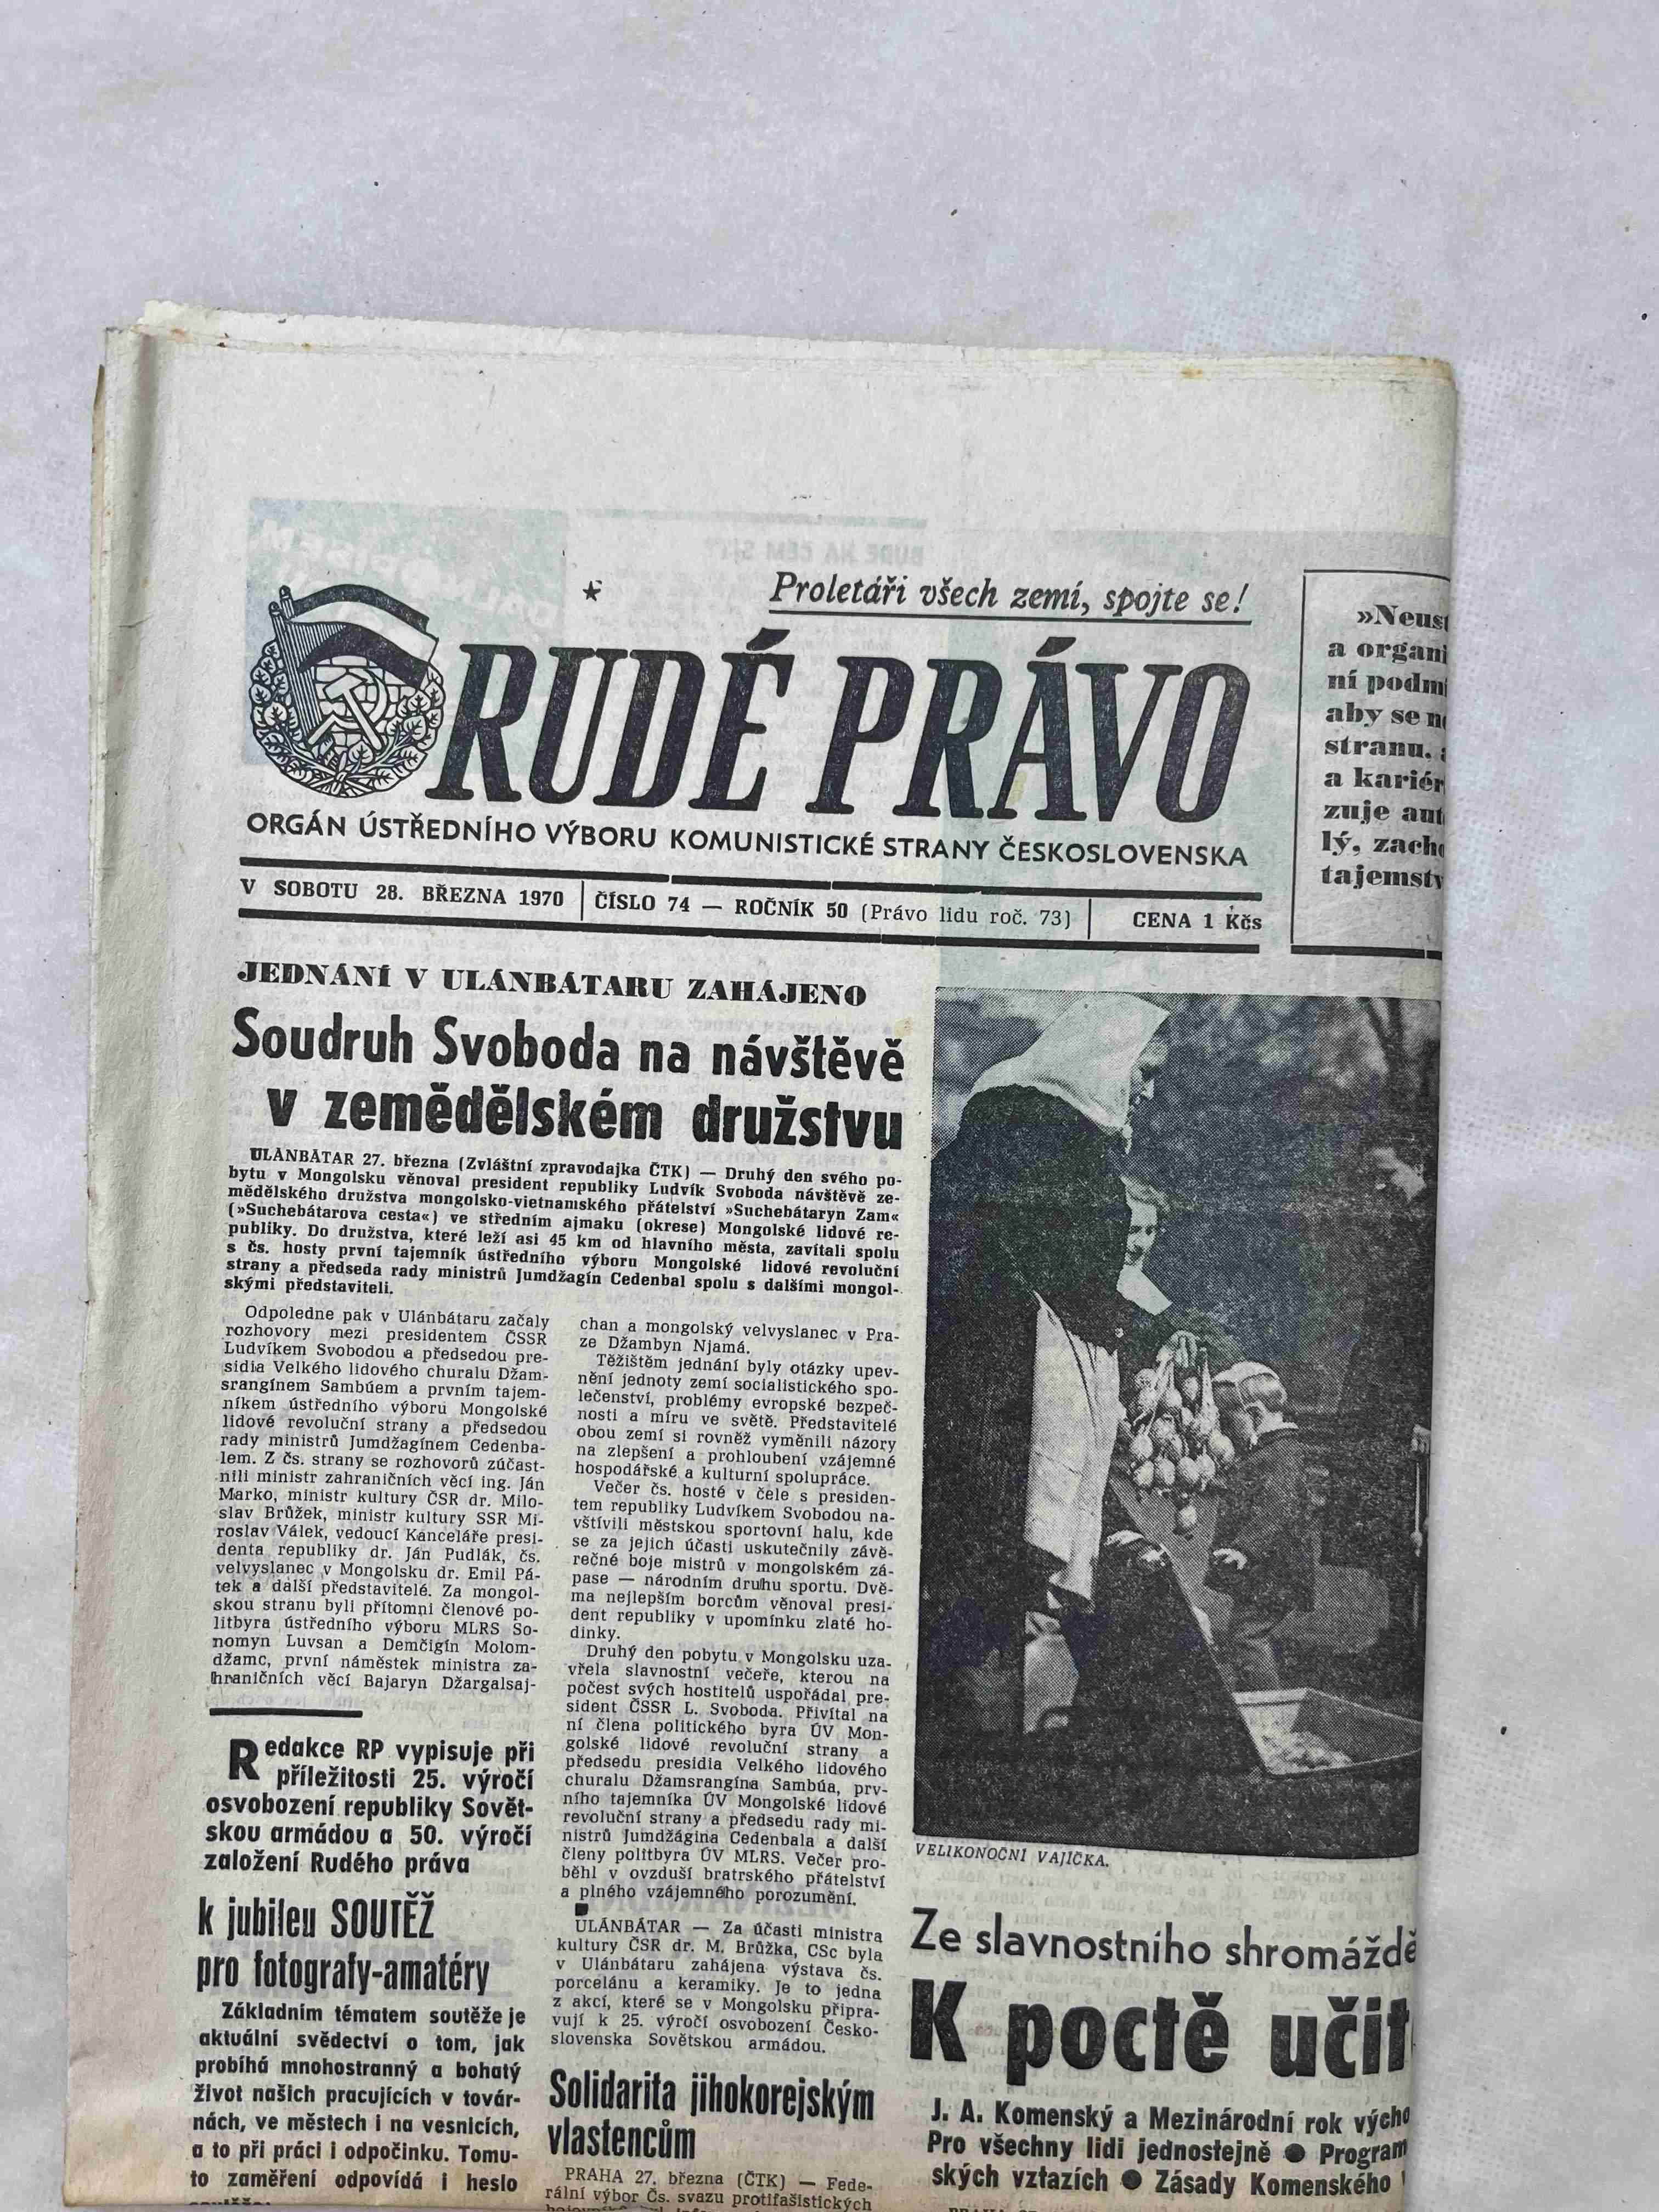 Proletáři všech zemí, spojte se!
RUDÉ PRÁVO
ORGÁN ÚSTŘEDNÍHO VÝBORU KOMUNISTICKÉ STRANY ČESKOSLOVENSKA
V SOBOTU 28. BŘEZNA 1970
ČÍSLO 74 — ROČNÍK 50 (Právo lidu roč. 73)
CENA 1 Kčs
»Neust
a organi
ní podmí
aby se
stranu,
a kariér
zuje aut
lý, zach
tajemstv
JEDNÁNÍ V ULÁNBÁTARU ZAHÁJENO
Soudruh Svoboda na návštěvě
v zemědělském družstvu
ULÁNBÁTAR 27. března (Zvláštní zpravodajka ČTK) — Druhý den svého po-
bytu v Mongolsku věnoval president republiky Ludvík Svoboda návštěvě ze-
mědělského družstva mongolsko-vietnamského přátelství »Suchebátaryn Zam«
(»Suchebátarova cesta«) ve středním ajmaku (okrese) Mongolské lidové re-
publiky. Do družstva, které leží asi 45 km od hlavního města, zavítali spolu
s čs. hosty první tajemník ústředního výboru Mongolské lidové revoluční
strany a předseda rady ministrů Jumdžagín Cedenbal spolu s dalšími mongol-
skými představiteli.
Odpoledne pak v Ulánbátaru začaly
rozhovory mezi presidentem ČSSR
Ludvíkem Svobodou a předsedou pre-
sidia Velkého lidového churalu Džam-
srangínem Sambúem a prvním tajem-
níkem ústředního výboru Mongolské
lidové revoluční strany a předsedou
rady ministrů Jumdžagínem Cedenba-
lem. Z čs. strany se rozhovorů zúčast-
nili ministr zahraničních věcí ing. Ján
Marko, ministr kultury ČSR dr. Milo-
slav Brůžek, ministr kultury SSR Mi-
roslav Válek, vedoucí Kanceláře presi-
denta republiky dr. Ján Pudlák, čs.
velvyslanec v Mongolsku dr. Emil Pá-
tek a další představitelé. Za mongol-
skou stranu byli přítomni členové po-
litbyra ústředního výboru MLRS So-
nomyn Luvsan a Demčigín Molom-
džamc, první náměstek ministra za-
hraničních věcí Bajaryn Džargalsaj-
chan a mongolský velvyslanec v Pra-
ze Džambyn Njamá.
Těžištěm jednání byly otázky upev-
nění jednoty zemí socialistického spo-
lečenství, problémy evropské bezpeč-
nosti a míru ve světě. Představitelé
obou zemí si rovněž vyměnili názory
na zlepšení a prohloubení vzájemné
hospodářské a kulturní spolupráce.
Večer čs. hosté v čele s presiden-
tem republiky Ludvíkem Svobodou na-
vštívili městskou sportovní halu, kde
se za jejich účasti uskutečnily závě-
rečné boje mistrů v mongolském zá-
pase — národním druhu sportu. Dvě-
ma nejlepším borcům věnoval presi-
dent republiky v upomínku zlaté ho-
dinky.
Druhý den pobytu v Mongolsku uza-
vřela slavnostní večeře, kterou na
počest svých hostitelů uspořádal pre-
sident ČSSR L. Svoboda. Přivítal na
ní člena politického byra ÚV Mon-
golské lidové revoluční strany a
předsedu presidia Velkého lidového
churalu Džamsrangína Sambúa, prv-
ního tajemníka ÚV Mongolské lidové
revoluční strany a předsedu rady mi-
nistrů Jumdžágina Cedenbala a další
členy politbyra ÚV MLRS. Večer pro-
běhl v ovzduší bratrského přátelství
a plného vzájemného porozumění.
ULÁNBÁTAR — Za účasti ministra
kultury ČSR dr. M. Brůžka, CSc byla
v Ulánbátaru zahájena výstava čs.
porcelánu a keramiky. Je to jedna
z akcí, které se v Mongolsku připra-
vují k 25. výročí osvobození Česko-
slovenska Sovětskou armádou.
Redakce RP vypisuje při
příležitosti 25. výročí
osvobození republiky Sovět-
skou armádou a 50. výročí
založení Rudého práva
k jubileu SOUTĚŽ
pro fotografy-amatéry
Základním tématem soutěže je
aktuální svědectví o tom, jak
probíhá mnohostranný a bohatý
život našich pracujících v továr-
nách, ve městech i na vesnicích,
a to při práci i odpočinku. Tomu-
to zaměření odpovídá i heslo
Solidarita jihokorejským
vlastencům
PRAHA 27. března (ČTK) — Fede-
rální výbor Čs. svazu protifašistických
VELIKONOČNÍ VAJÍČKA.
Ze slavnostního shromáždě
K poctě učit
J. A. Komenský a Mezinárodní rok výcho
Pro všechny lidi jednostejně ● Program
ských vztazích ● Zásady Komenského